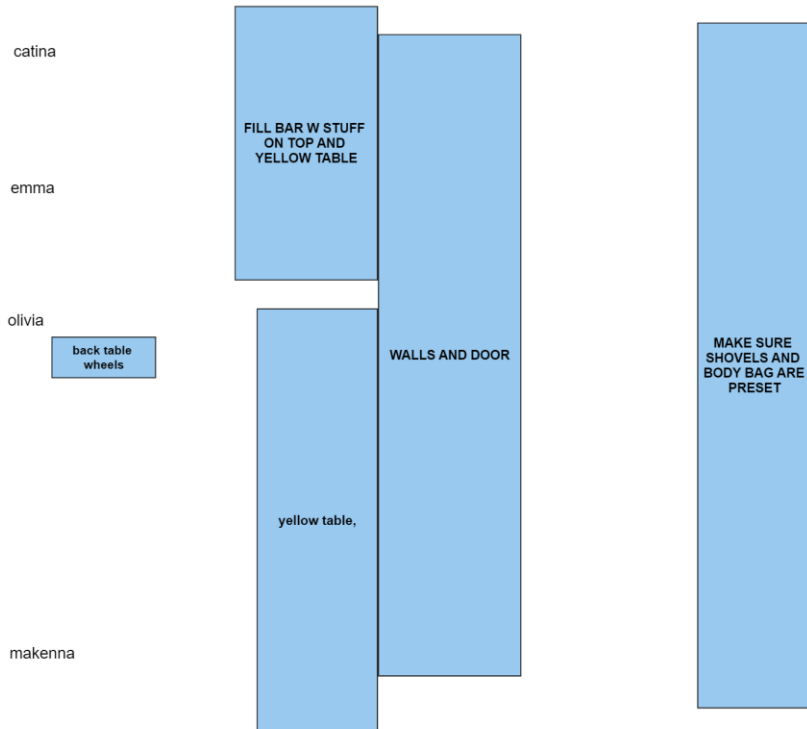 catina
FILL BAR W STUFF
ON TOP AND
YELLOW TABLE
emma
olivia
back table
wheels
WALLS AND DOOR
MAKE SURE
SHOVELS AND
BODY BAG ARE
PRESET
yellow table,
makenna